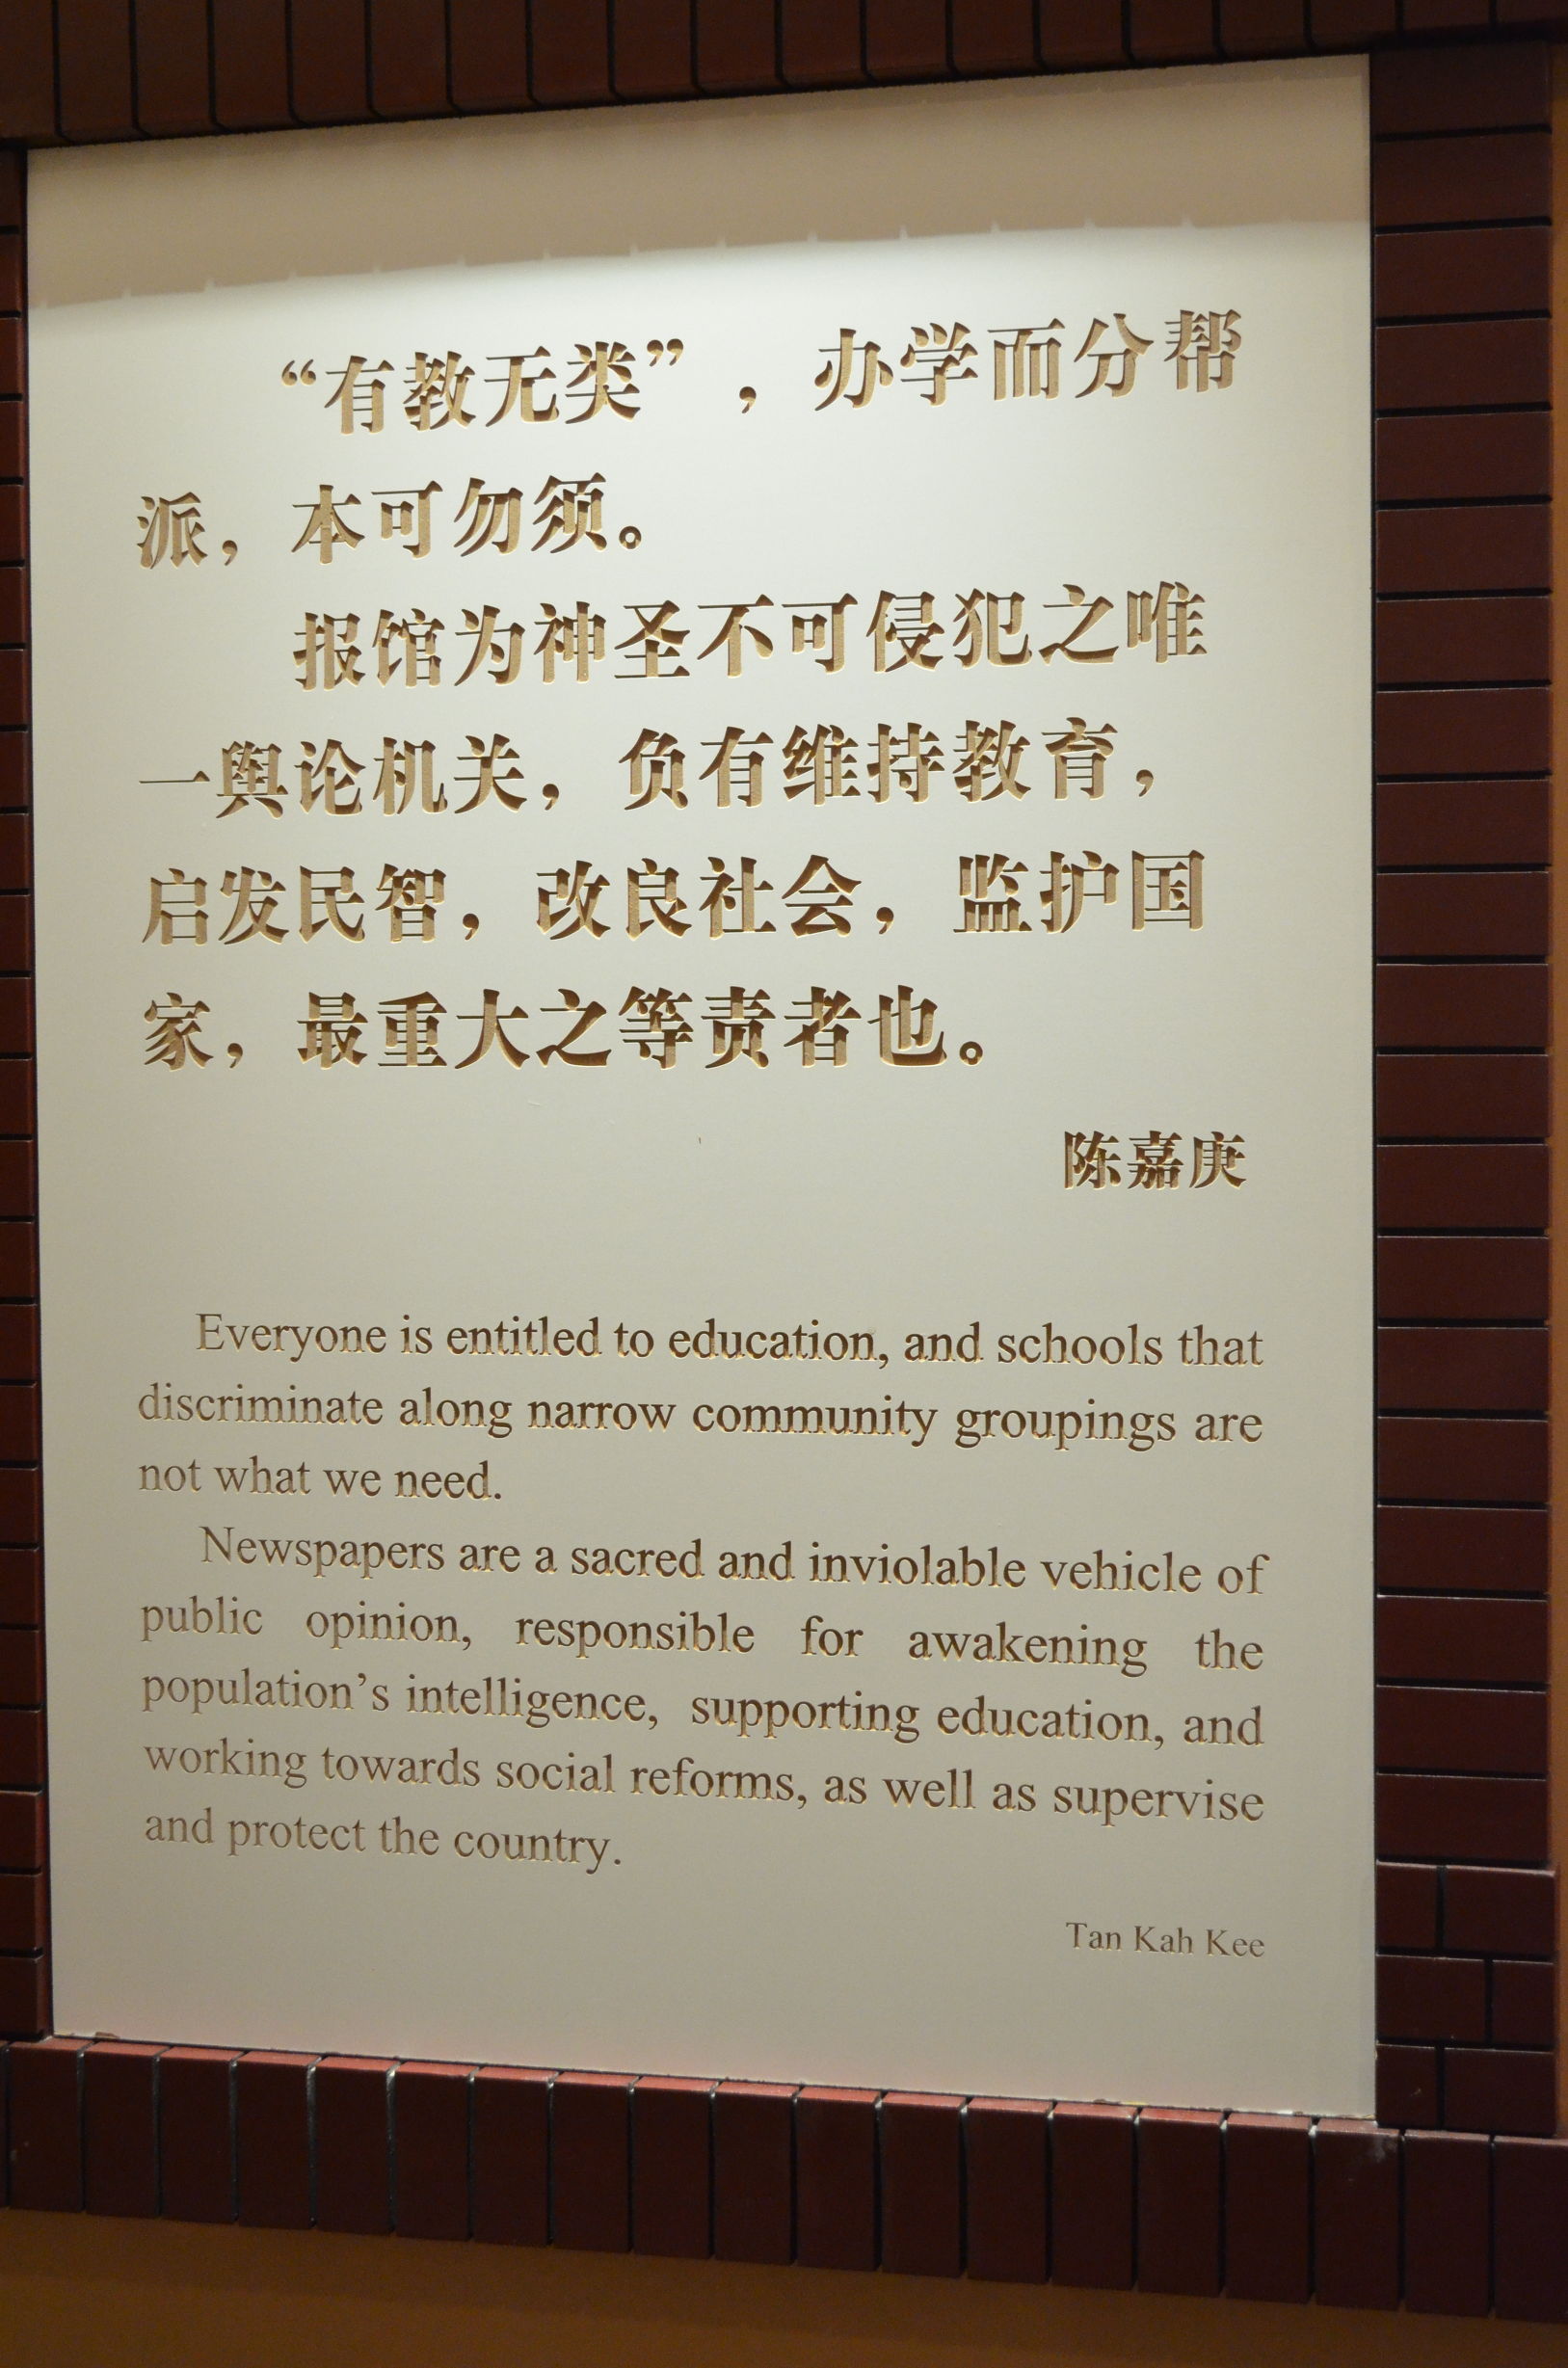 “有教无类”，办学而分帮
派，本可勿须。
报馆为神圣不可侵犯之唯
一舆论机关，负有维持教育，
启发民智，改良社会，监护国
家，最重大之等责者也。
陈嘉庚
Everyone is entitled to education, and schools that
discriminate along narrow community groupings are
not what we need.
Newspapers are a sacred and inviolable vehicle of
public opinion, responsible for awakening the
population’s intelligence, supporting education, and
working towards social reforms, as well as supervise
and protect the country.
Tan Kah Kee